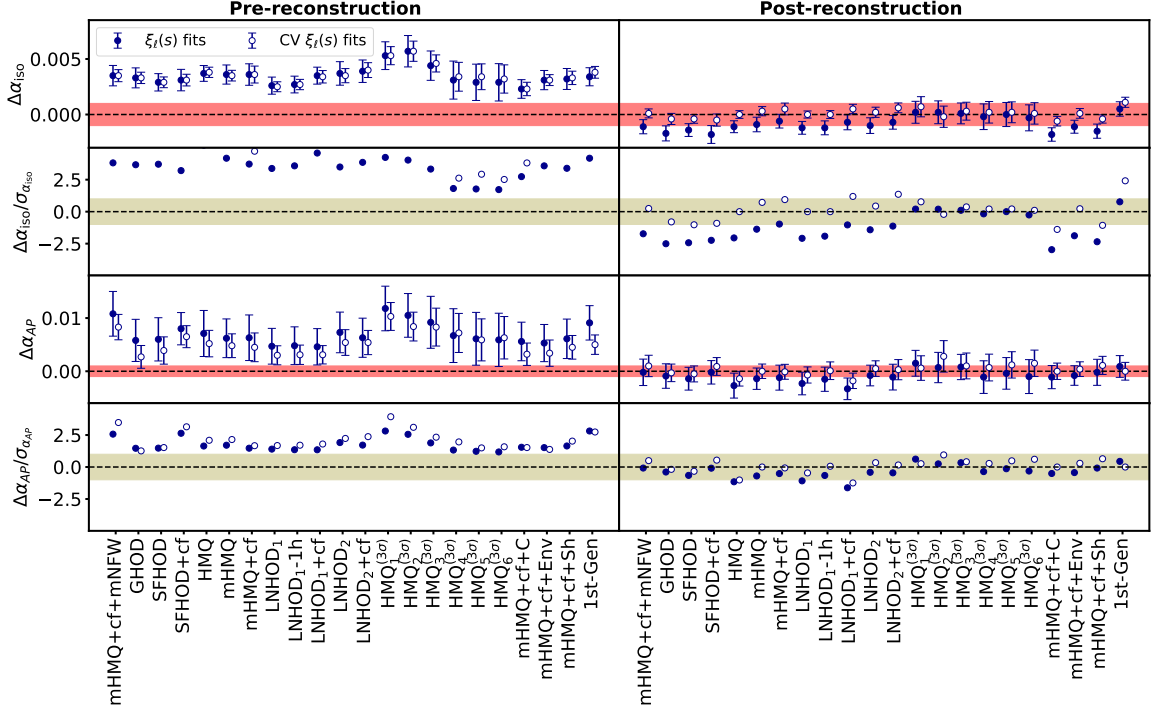 Pre-reconstruction
Post-reconstruction
ξℓ(s) fits
CV ξℓ(s) fits
Δαiso
0.005
0.000
Δαiso/σαiso
2.5
0.0
−2.5
ΔαAP
0.01
0.00
ΔαAP/σαAP
2.5
0.0
−2.5
mHMQ+cf+mNFW
GHOD
SFHOD
SFHOD+cf
HMQ
mHMQ
mHMQ+cf
LNHOD1
LNHOD1-1h
LNHOD1+cf
LNHOD2
LNHOD2+cf
HMQ1(3σ)
HMQ2(3σ)
HMQ3(3σ)
HMQ4(3σ)
HMQ5(3σ)
HMQ6(3σ)
mHMQ+cf+C
mHMQ+cf+Env
mHMQ+cf+Sh
1st-Gen
mHMQ+cf+mNFW
GHOD
SFHOD
SFHOD+cf
HMQ
mHMQ
mHMQ+cf
LNHOD1
LNHOD1-1h
LNHOD1+cf
LNHOD2
LNHOD2+cf
HMQ1(3σ)
HMQ2(3σ)
HMQ3(3σ)
HMQ4(3σ)
HMQ5(3σ)
HMQ6(3σ)
mHMQ+cf+C
mHMQ+cf+Env
mHMQ+cf+Sh
1st-Gen